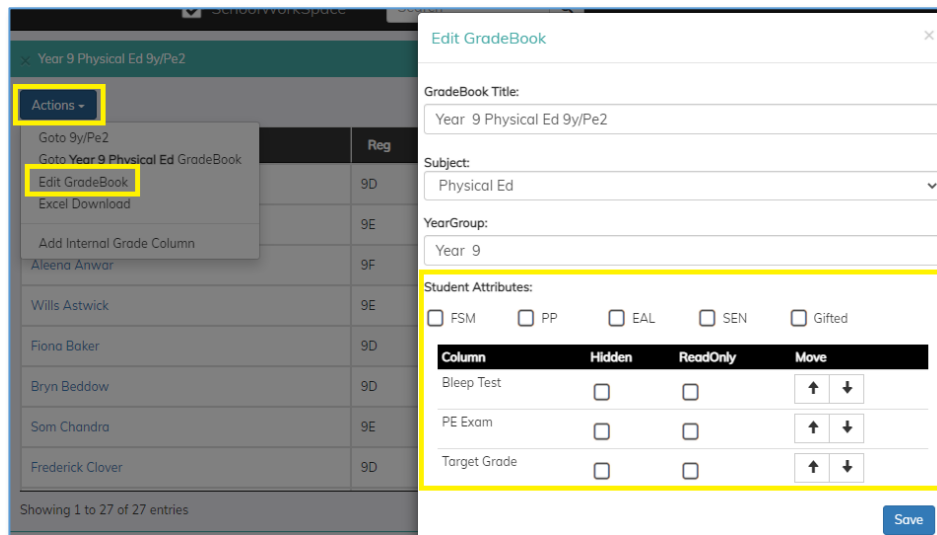 SchoolWorkSpace
Search
× Year 9 Physical Ed 9y/Pe2
Actions
Goto 9y/Pe2
Goto Year 9 Physical Ed GradeBook
Edit GradeBook
Excel Download
Add Internal Grade Column
Reg
9D
9E
Aleena Anwar 9F
Wills Astwick 9E
Fiona Baker 9D
Bryn Beddow 9D
Som Chandra 9E
Frederick Clover 9D
Showing 1 to 27 of 27 entries
Edit GradeBook ×
GradeBook Title:
Year 9 Physical Ed 9y/Pe2
Subject:
Physical Ed
YearGroup:
Year 9
Student Attributes:
FSM PP EAL SEN Gifted
Column Hidden ReadOnly Move
Bleep Test
PE Exam
Target Grade
Save